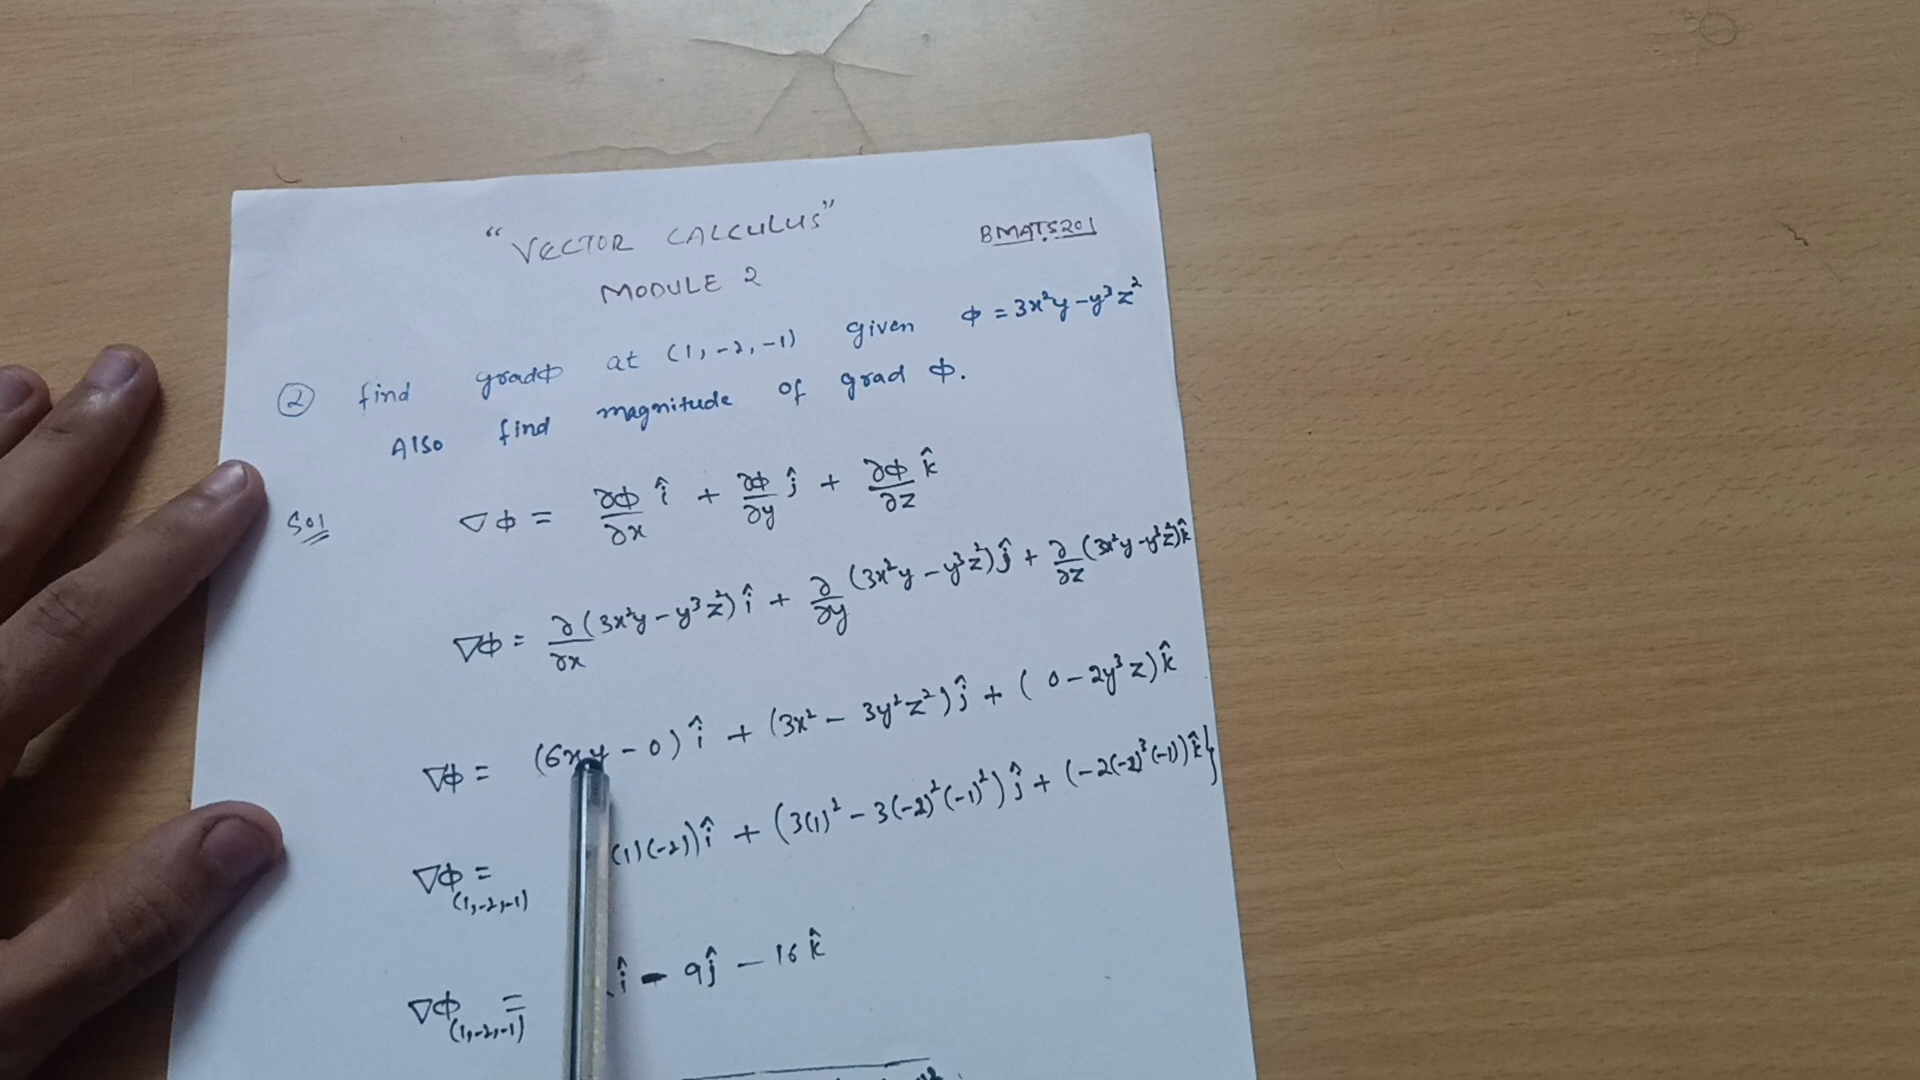 "VECTOR CALCULUS"
BMATS201
MODULE 2
② find gradΦ at (1, -2, -1) given Φ = 3x²y - y³z²
Also find magnitude of grad Φ.
Sol ∇Φ = ∂Φ/∂x î + ∂Φ/∂y ĵ + ∂Φ/∂z k̂
∇Φ = ∂/∂x (3x²y - y³z²) î + ∂/∂y (3x²y - y³z²) ĵ + ∂/∂z (3x²y - y³z²) k̂
∇Φ = (6xy - 0) î + (3x² - 3y²z²) ĵ + (0 - 2y³z) k̂
∇Φ(1,-2,-1) = (1)(-2)) î + (3(1)² - 3(-2)²(-1)²) ĵ + (-2(-2)³(-1)) k̂}
∇Φ(1,-2,-1) = î - 9ĵ - 16 k̂